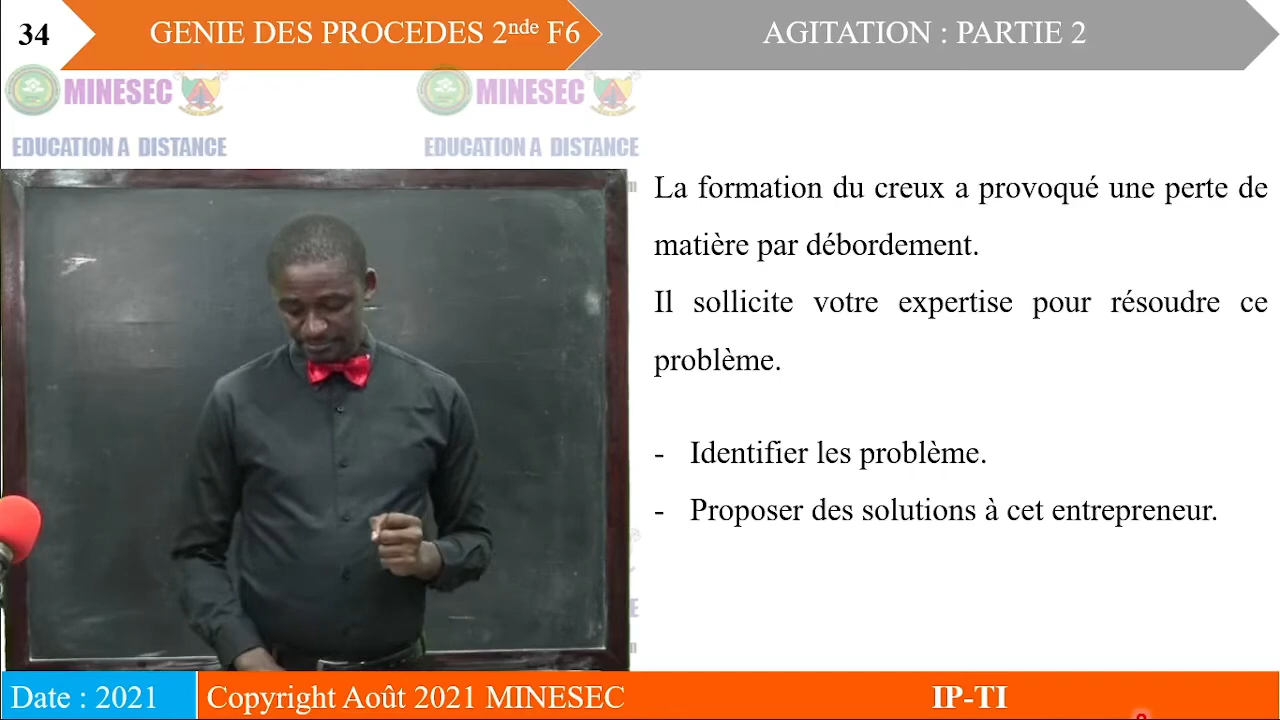 34
GENIE DES PROCEDES 2nde F6
AGITATION : PARTIE 2
MINESEC
MINESEC
EDUCATION A DISTANCE
EDUCATION A DISTANCE
La formation du creux a provoqué une perte de
matière par débordement.
Il sollicite votre expertise pour résoudre ce
problème.
- Identifier les problème.
- Proposer des solutions à cet entrepreneur.
Date : 2021
Copyright Août 2021 MINESEC
IP-TI